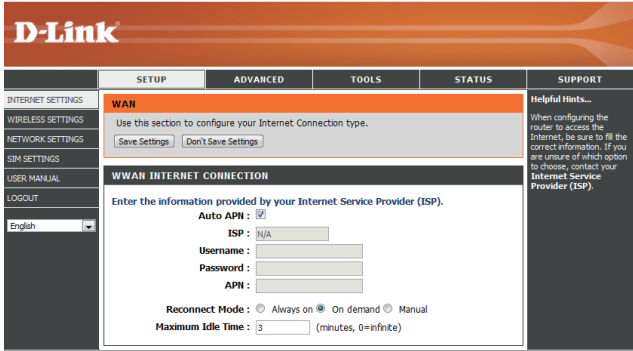 D-Link
SETUP ADVANCED TOOLS STATUS SUPPORT
INTERNET SETTINGS
WIRELESS SETTINGS
NETWORK SETTINGS
SIM SETTINGS
USER MANUAL
LOGOUT
English
WAN
Use this section to configure your Internet Connection type.
Save Settings Don't Save Settings
WWAN INTERNET CONNECTION
Enter the information provided by your Internet Service Provider (ISP).
Auto APN :
ISP : N/A
Username :
Password :
APN :
Reconnect Mode : Always on On demand Manual
Maximum Idle Time : 3 (minutes, 0=infinite)
Helpful Hints...
When configuring the
router to access the
Internet, be sure to fill the
correct information. If you
are unsure of which option
to choose, contact your
Internet Service
Provider (ISP).